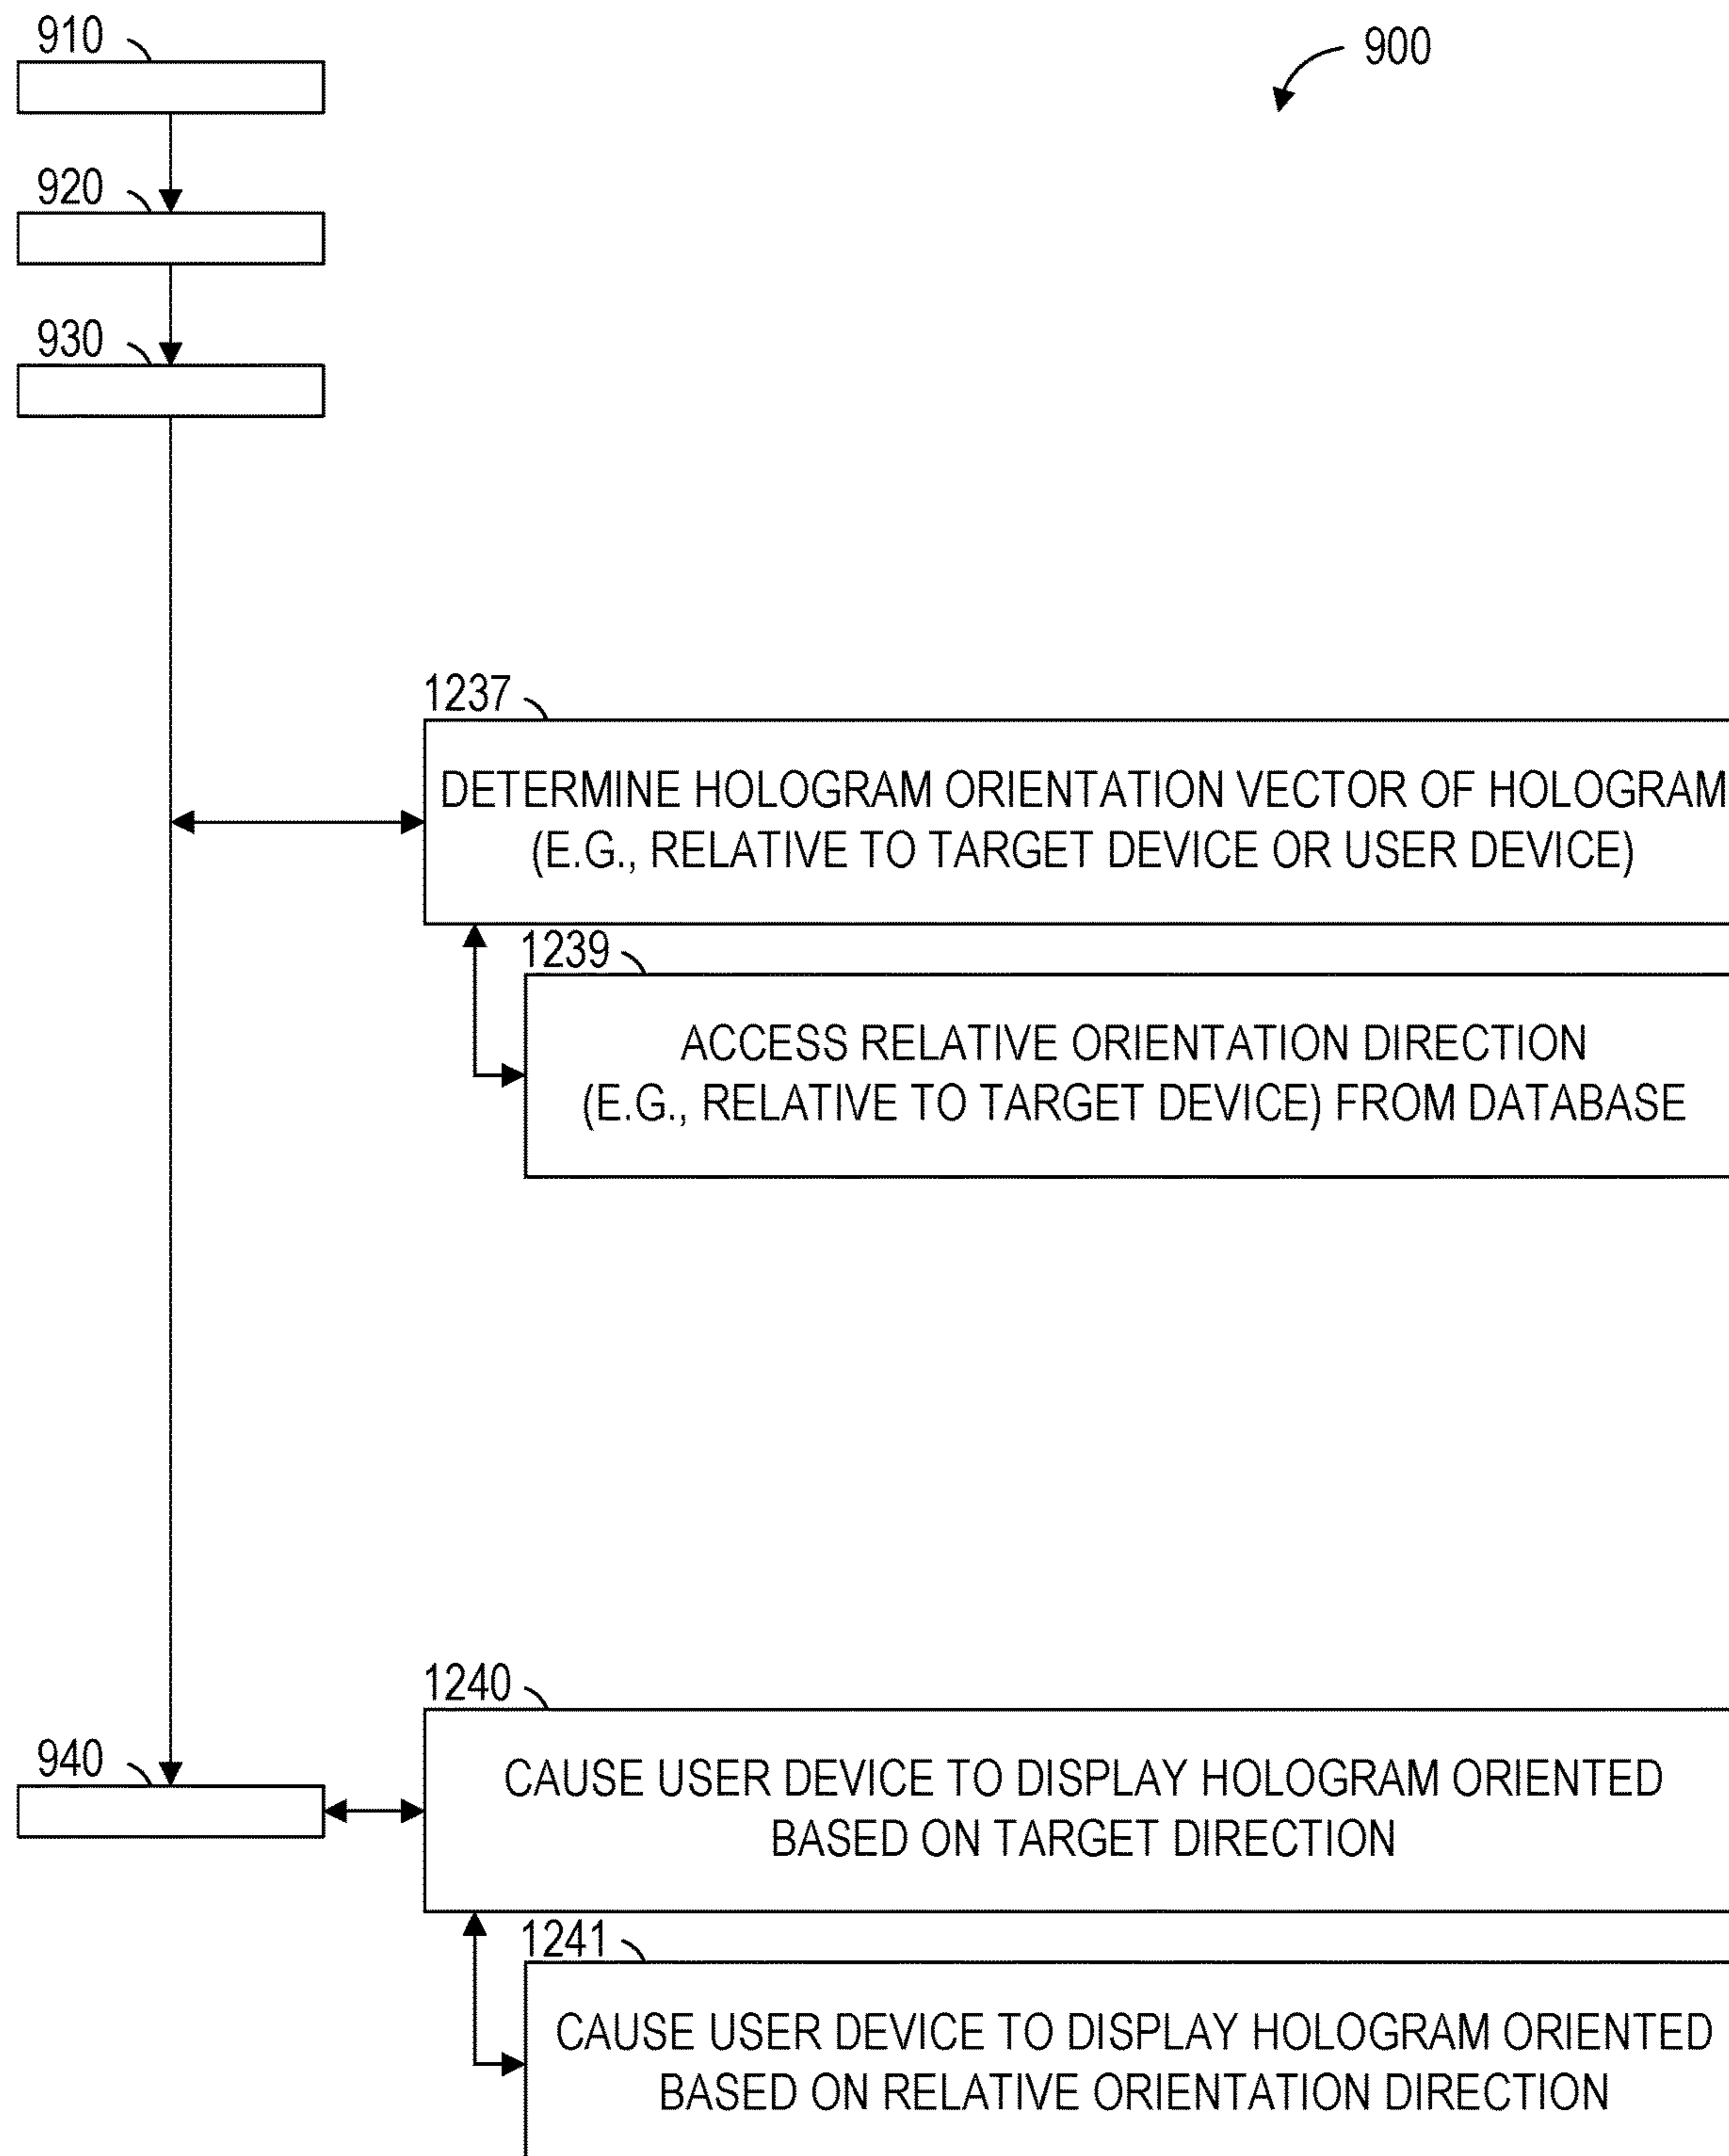 910
900
920
930
1237
DETERMINE HOLOGRAM ORIENTATION VECTOR OF HOLOGRAM
(E.G., RELATIVE TO TARGET DEVICE OR USER DEVICE)
1239
ACCESS RELATIVE ORIENTATION DIRECTION
(E.G., RELATIVE TO TARGET DEVICE) FROM DATABASE
1240
940
CAUSE USER DEVICE TO DISPLAY HOLOGRAM ORIENTED
BASED ON TARGET DIRECTION
1241
CAUSE USER DEVICE TO DISPLAY HOLOGRAM ORIENTED
BASED ON RELATIVE ORIENTATION DIRECTION